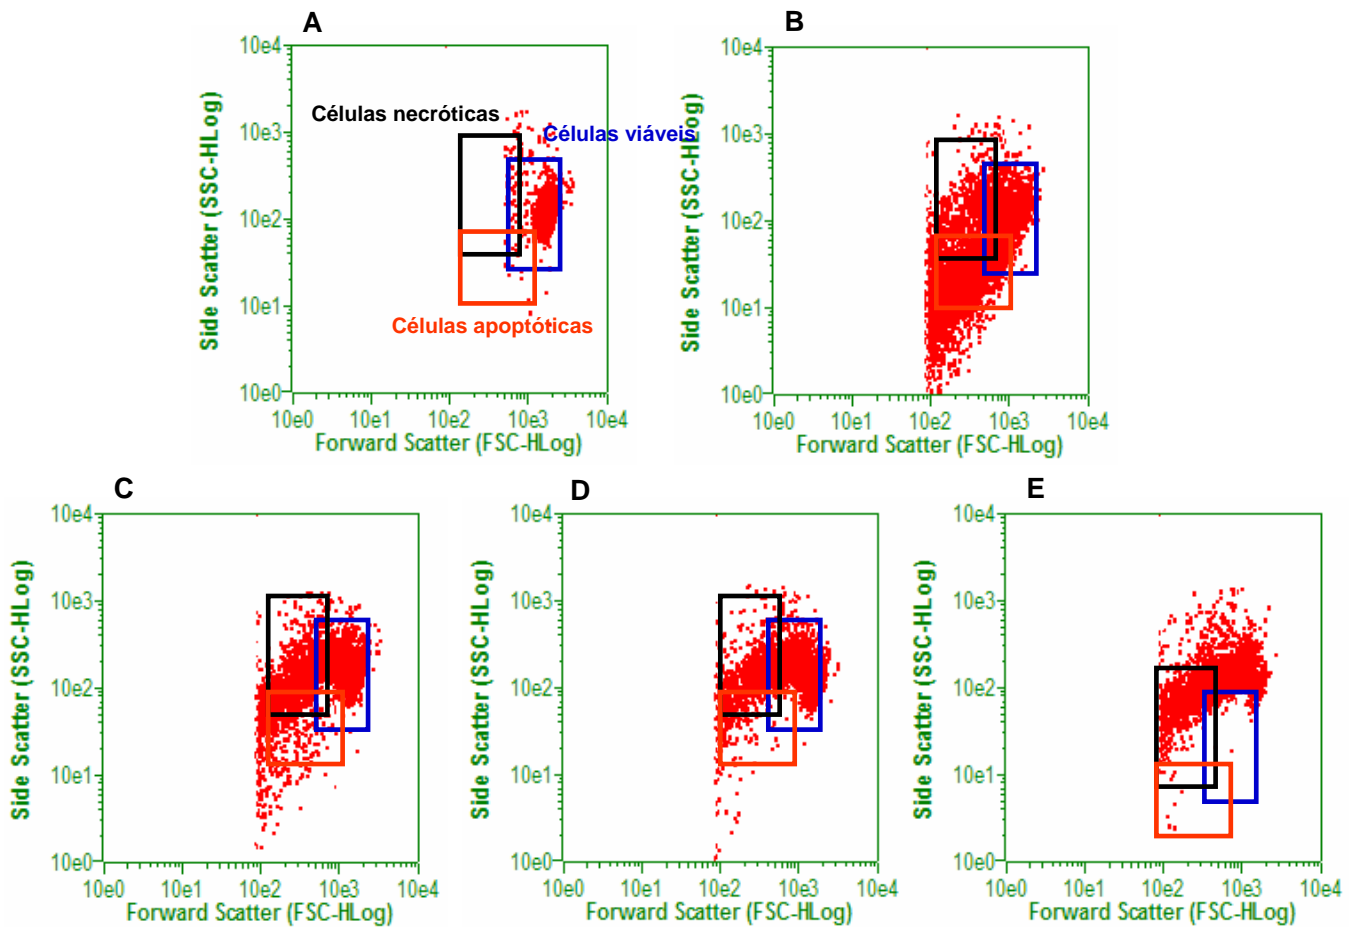 A
B
10e4
10e3
10e2
10e1
10e0
Side Scatter (SSC-HLog)
Células necróticas
Células viáveis
Células apoptóticas
10e0 10e1 10e2 10e3 10e4
Forward Scatter (FSC-HLog)
10e4
10e3
10e2
10e1
10e0
Side Scatter (SSC-HLog)
10e0 10e1 10e2 10e3 10e4
Forward Scatter (FSC-HLog)
C
D
E
10e4
10e3
10e2
10e1
10e0
Side Scatter (SSC-HLog)
10e0 10e1 10e2 10e3 10e4
Forward Scatter (FSC-HLog)
10e4
10e3
10e2
10e1
10e0
Side Scatter (SSC-HLog)
10e0 10e1 10e2 10e3 10e4
Forward Scatter (FSC-HLog)
10e4
10e3
10e2
10e1
10e0
Side Scatter (SSC-HLog)
10e0 10e1 10e2 10e3 10e4
Forward Scatter (FSC-HLog)